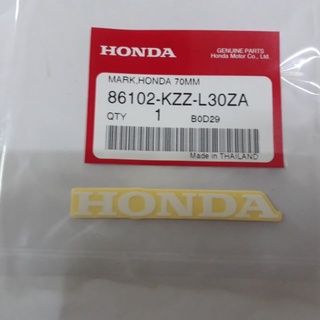 HONDA
GENUINE PARTS
Honda Motor Co., Ltd.
MARK,HONDA 70MM
86102-KZZ-L30ZA
QTY 1 B0D29
Made in THAILAND
HONDA